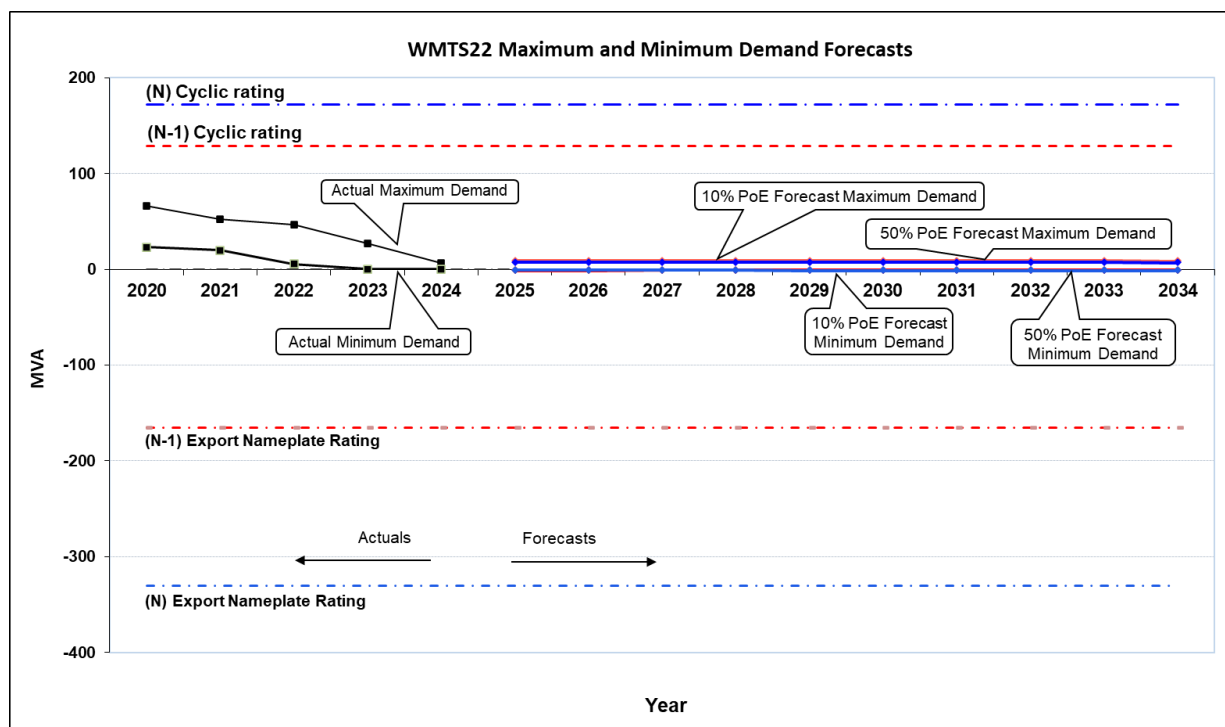 WMTS22 Maximum and Minimum Demand Forecasts
200
(N) Cyclic rating
(N-1) Cyclic rating
100
Actual Maximum Demand
10% PoE Forecast Maximum Demand
50% PoE Forecast Maximum Demand
0
2020 2021 2022 2023 2024 2025 2026 2027 2028 2029 2030 2031 2032 2033 2034
Actual Minimum Demand
10% PoE Forecast
Minimum Demand
50% PoE Forecast
Minimum Demand
-100
MVA
(N-1) Export Nameplate Rating
-200
Actuals
Forecasts
-300
(N) Export Nameplate Rating
-400
Year